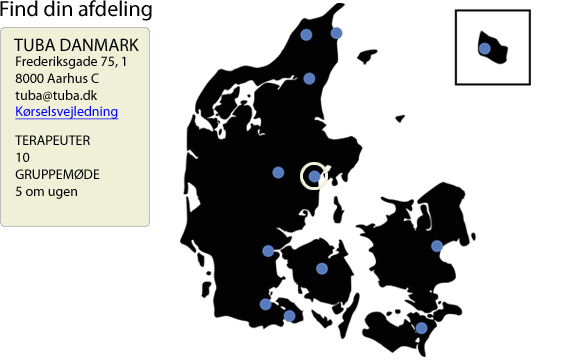 Find din afdeling
TUBA DANMARK
Frederiksgade 75, 1
8000 Aarhus C
tuba@tuba.dk
Kørselsvejledning
TERAPEUTER
10
GRUPPEMØDE
5 om ugen